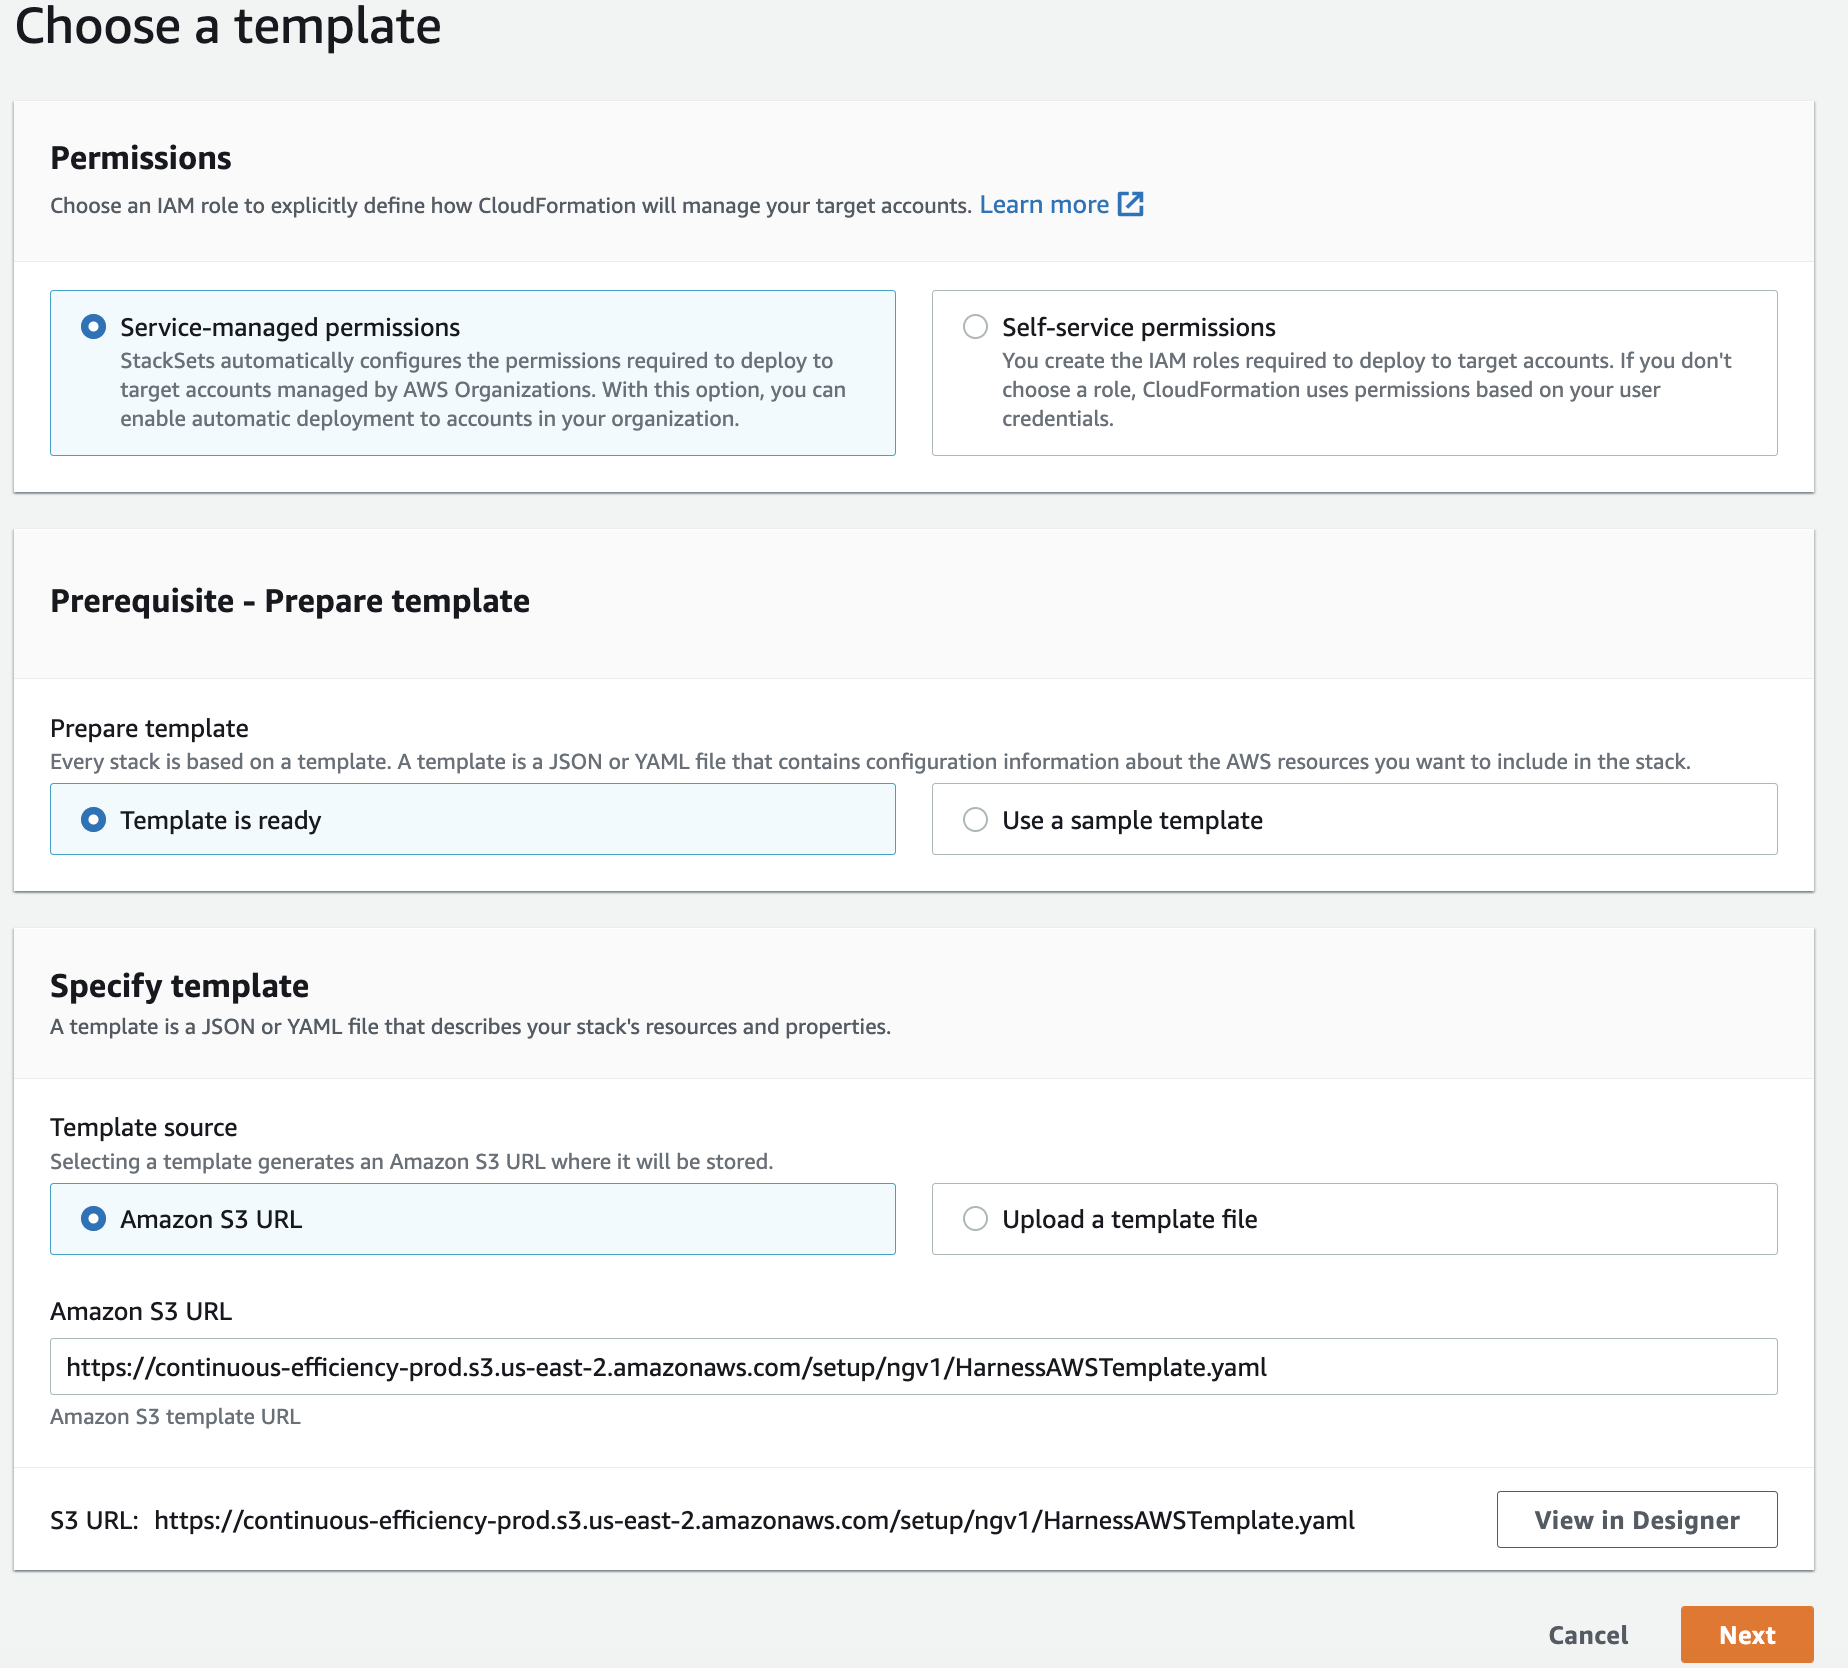 Choose a template
Permissions
Choose an IAM role to explicitly define how CloudFormation will manage your target accounts. Learn more
Service-managed permissions
StackSets automatically configures the permissions required to deploy to
target accounts managed by AWS Organizations. With this option, you can
enable automatic deployment to accounts in your organization.
Self-service permissions
You create the IAM roles required to deploy to target accounts. If you don't
choose a role, CloudFormation uses permissions based on your user
credentials.
Prerequisite - Prepare template
Prepare template
Every stack is based on a template. A template is a JSON or YAML file that contains configuration information about the AWS resources you want to include in the stack.
Template is ready
Use a sample template
Specify template
A template is a JSON or YAML file that describes your stack's resources and properties.
Template source
Selecting a template generates an Amazon S3 URL where it will be stored.
Amazon S3 URL
Upload a template file
Amazon S3 URL
https://continuous-efficiency-prod.s3.us-east-2.amazonaws.com/setup/ngv1/HarnessAWSTemplate.yaml
Amazon S3 template URL
S3 URL: https://continuous-efficiency-prod.s3.us-east-2.amazonaws.com/setup/ngv1/HarnessAWSTemplate.yaml
View in Designer
Cancel
Next